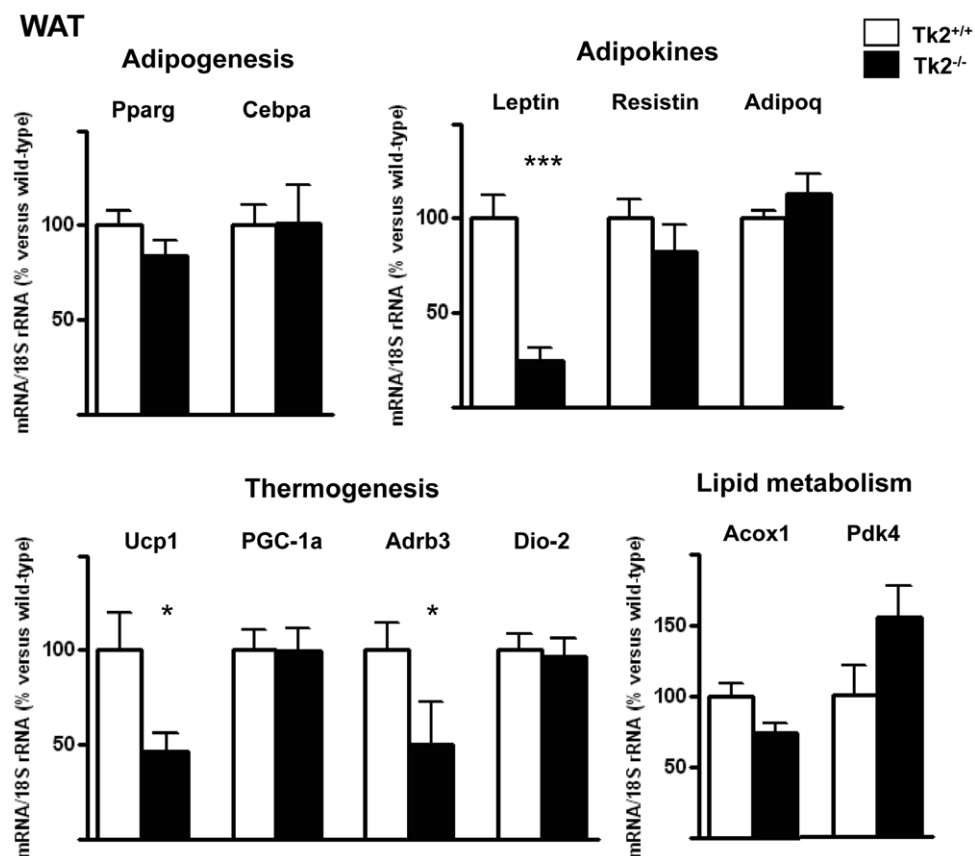 WAT
Tk2+/+
Tk2-/-
Adipogenesis
Pparg Cebpa
mRNA/18S rRNA (% versus wild-type)
100
50
Adipokines
Leptin Resistin Adipoq
mRNA/18S rRNA (% versus wild-type)
100
50
***
Thermogenesis
Ucp1 PGC-1a Adrb3 Dio-2
mRNA/18S rRNA (% versus wild-type)
100
50
* *
Lipid metabolism
Acox1 Pdk4
mRNA/18S rRNA (% versus wild-type)
150
100
50